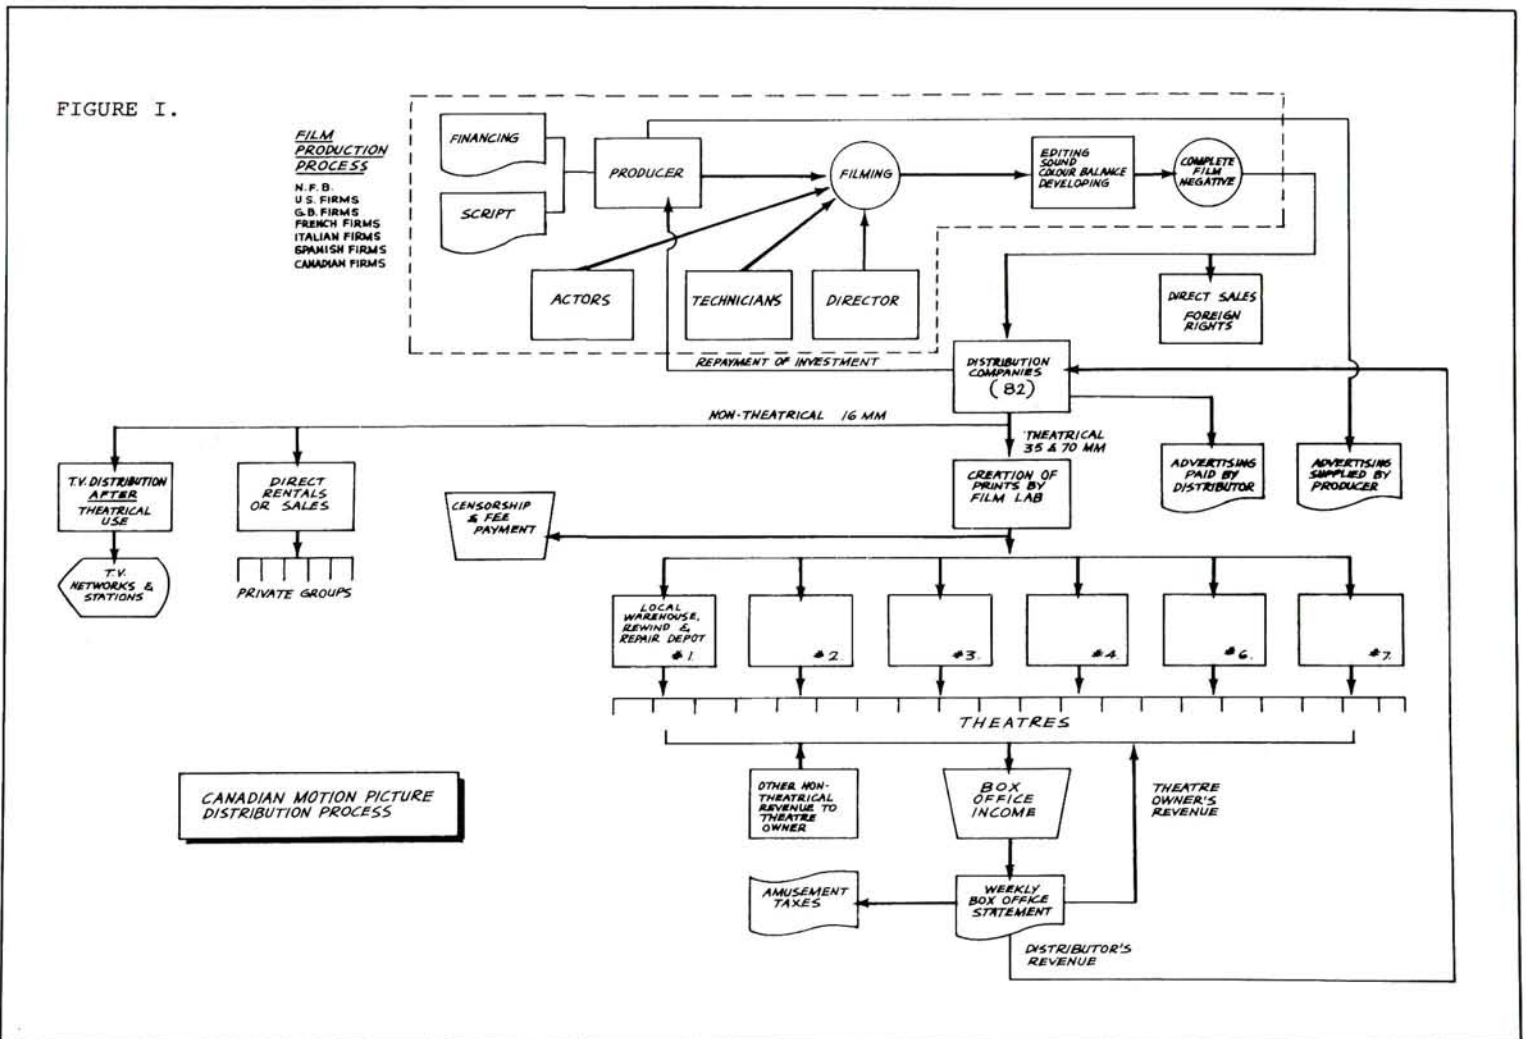 FIGURE I.
FILM
PRODUCTION
PROCESS
N.F.B.
U.S. FIRMS
G.B. FIRMS
FRENCH FIRMS
ITALIAN FIRMS
SPANISH FIRMS
CANADIAN FIRMS
FINANCING
SCRIPT
PRODUCER
FILMING
EDITING
SOUND
COLOUR BALANCE
DEVELOPING
COMPLETE
FILM
NEGATIVE
ACTORS
TECHNICIANS
DIRECTOR
DIRECT SALES
FOREIGN
RIGHTS
REPAYMENT OF INVESTMENT
DISTRIBUTION
COMPANIES
(82)
NON-THEATRICAL 16 MM
THEATRICAL
35 & 70 MM
T.V. DISTRIBUTION
AFTER
THEATRICAL
USE
DIRECT
RENTALS
OR SALES
CENSORSHIP
& FEE
PAYMENT
CREATION OF
PRINTS BY
FILM LAB
ADVERTISING
PAID BY
DISTRIBUTOR
ADVERTISING
SUPPLIED BY
PRODUCER
T.V.
NETWORKS &
STATIONS
PRIVATE GROUPS
LOCAL
WAREHOUSE,
REWIND &
REPAIR DEPOT
#1.
#2.
#3.
#4.
#6.
#7.
THEATRES
CANADIAN MOTION PICTURE
DISTRIBUTION PROCESS
OTHER NON-
THEATRICAL
REVENUE TO
THEATRE
OWNER
BOX
OFFICE
INCOME
THEATRE
OWNER'S
REVENUE
AMUSEMENT
TAXES
WEEKLY
BOX OFFICE
STATEMENT
DISTRIBUTOR'S
REVENUE